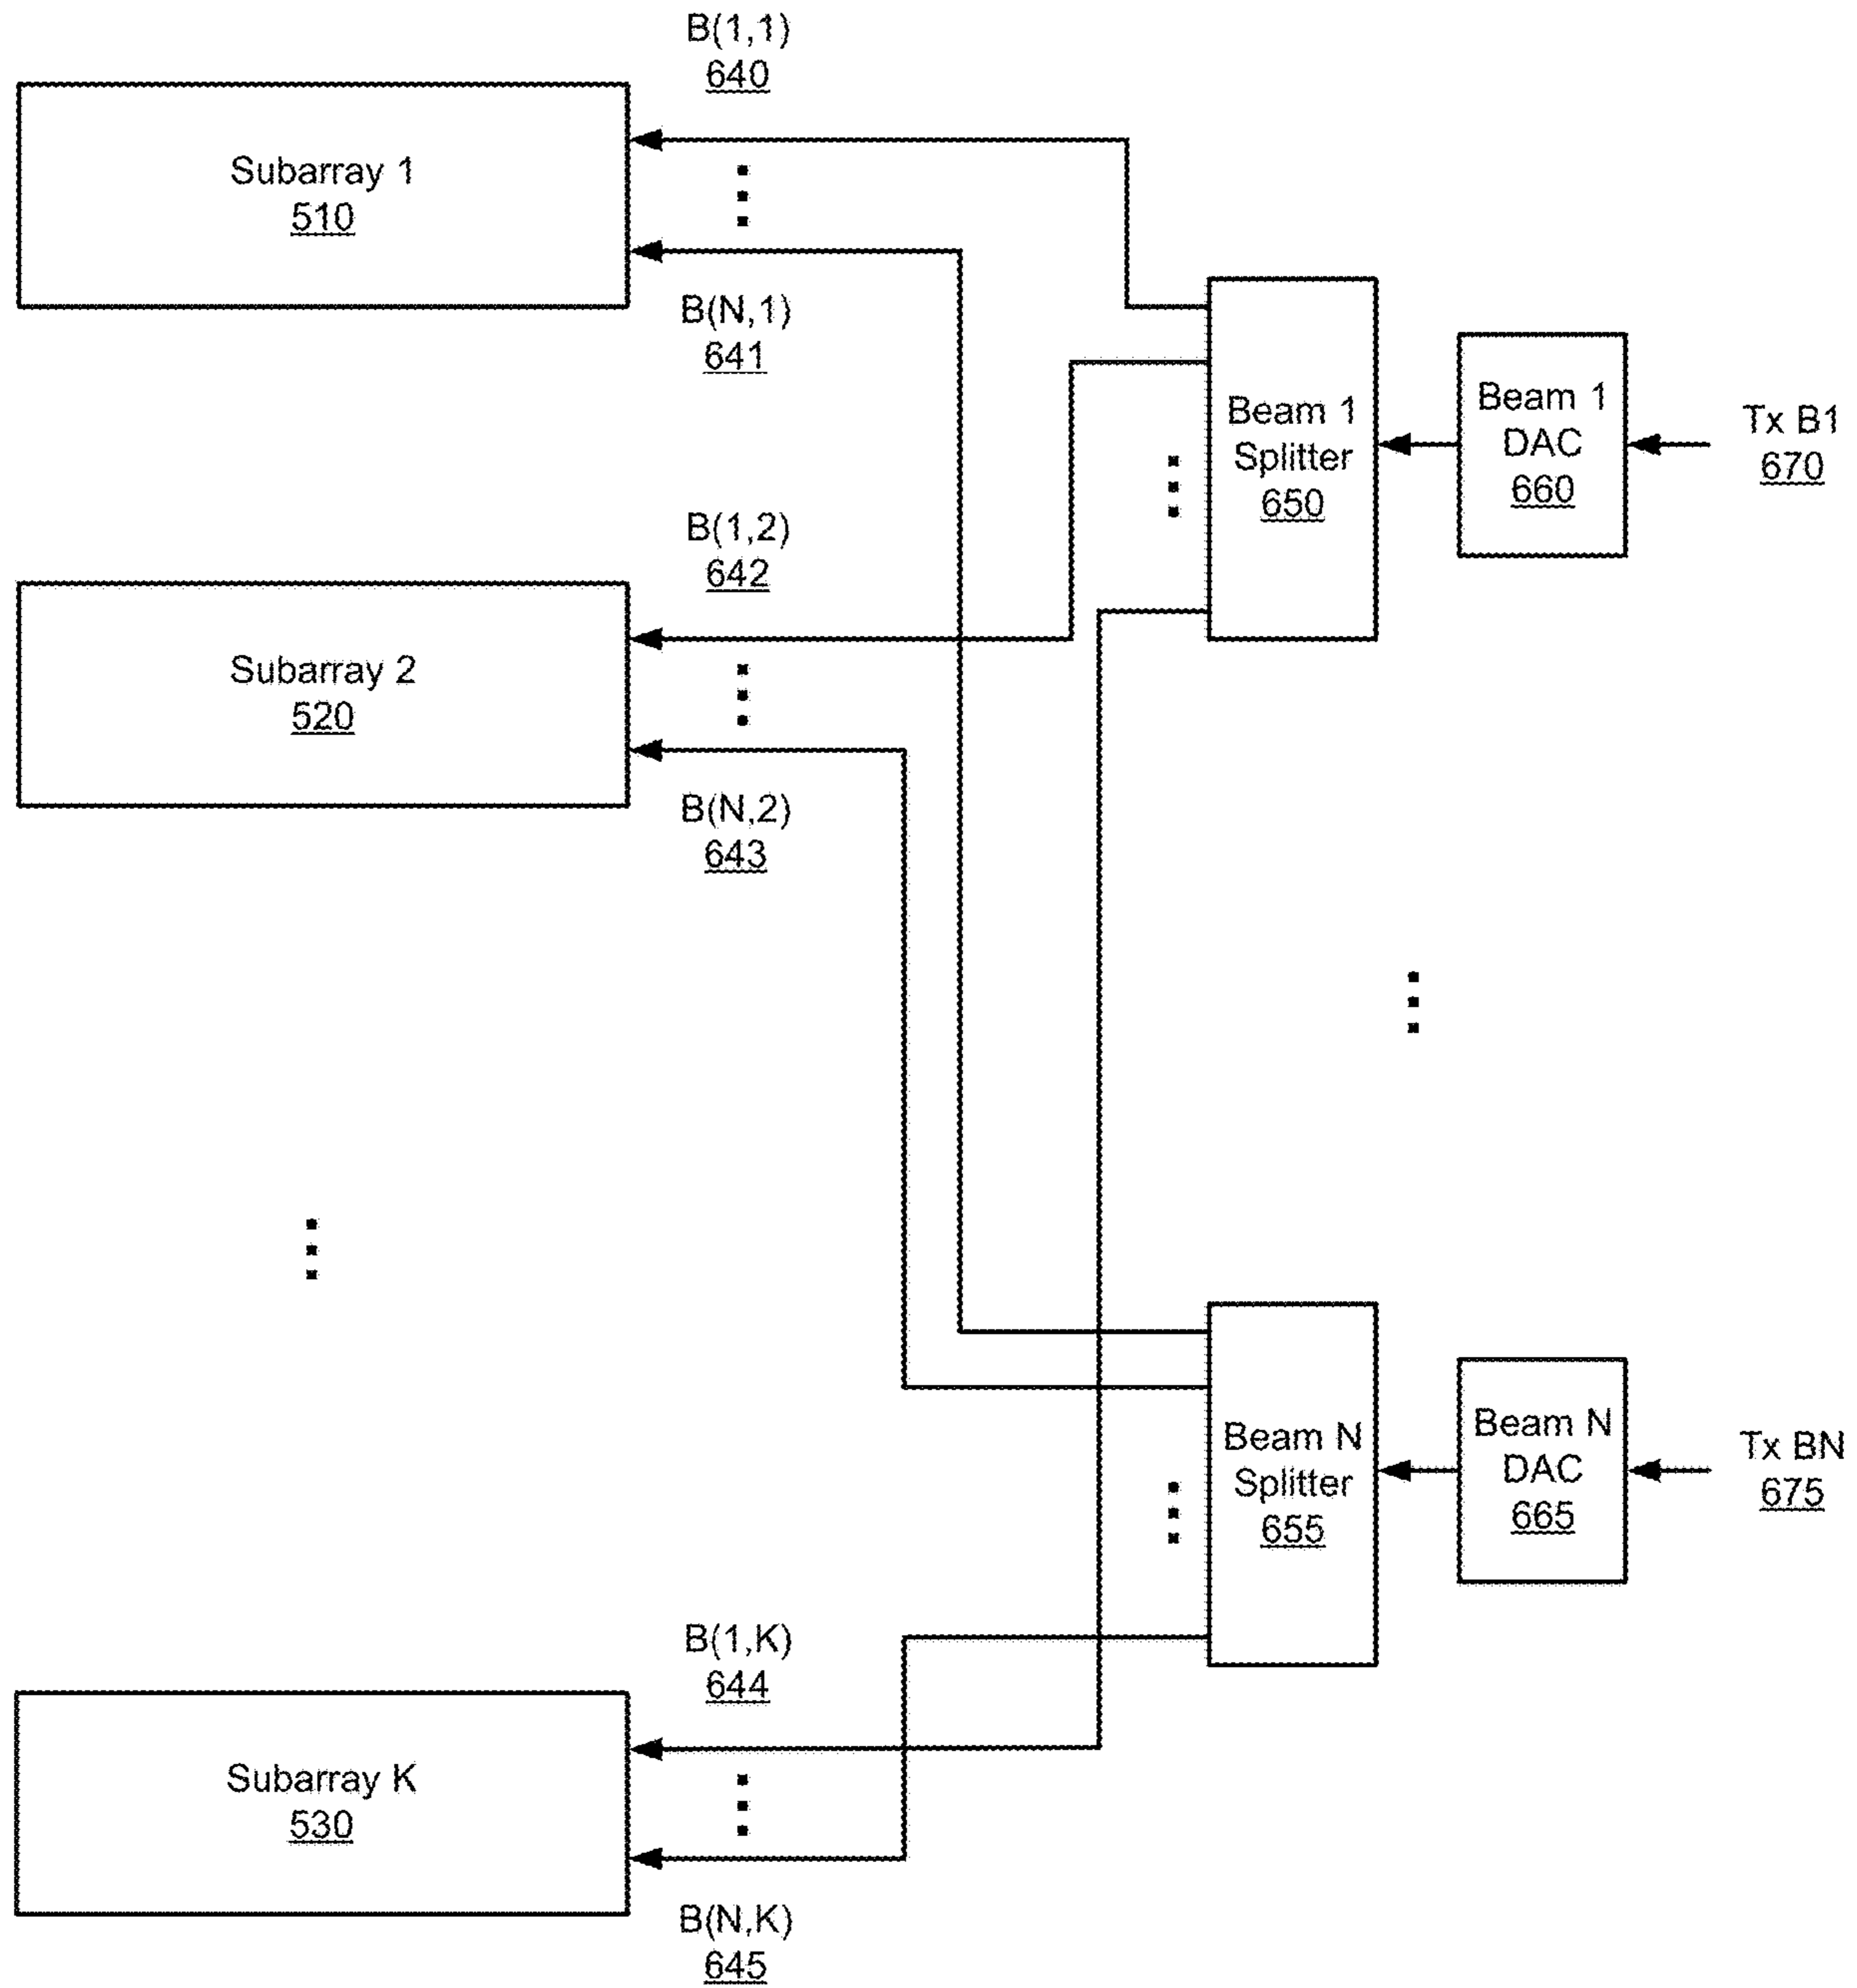 B(1,1)
640
Subarray 1
510
B(N,1)
641
Beam 1
Splitter
650
Beam 1
DAC
660
Tx B1
670
B(1,2)
642
Subarray 2
520
B(N,2)
643
Beam N
Splitter
655
Beam N
DAC
665
Tx BN
675
B(1,K)
644
Subarray K
530
B(N,K)
645